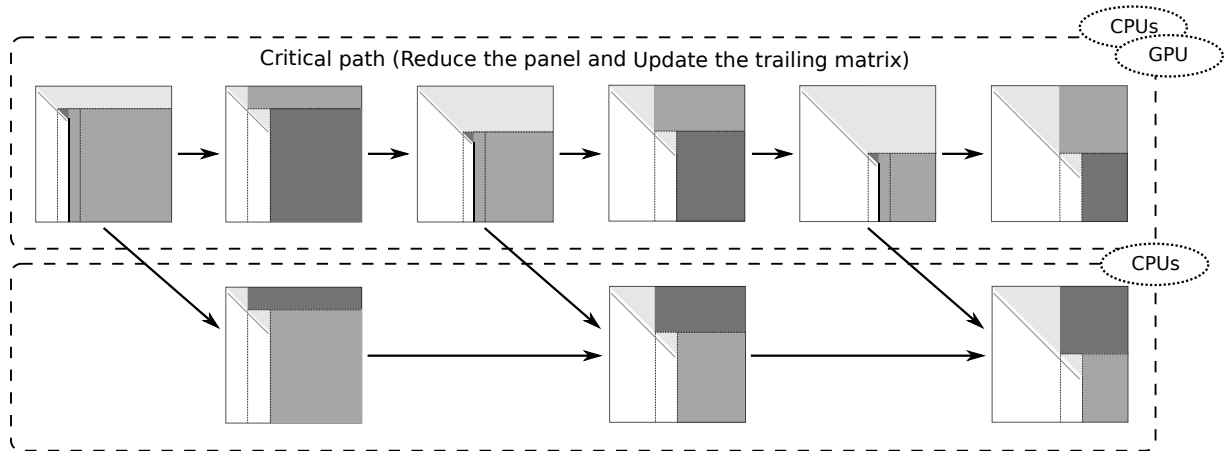 CPUs
GPU
Critical path (Reduce the panel and Update the trailing matrix)
CPUs